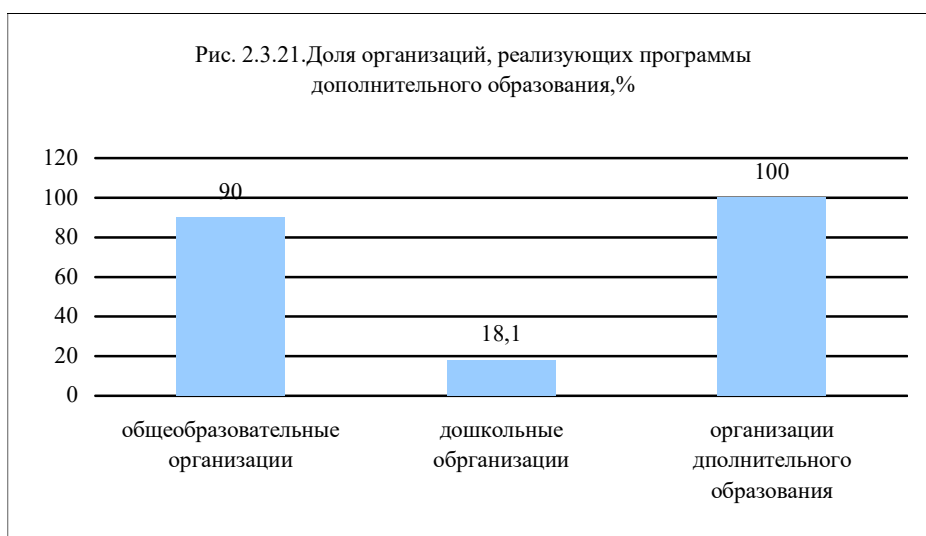 Рис. 2.3.21.Доля организаций, реализующих программы
дополнительного образования,%
120
100
80
60
40
20
0
90
18,1
100
общеобразовательные
организации
дошкольные
обрганизации
организации
дполнительного
образования